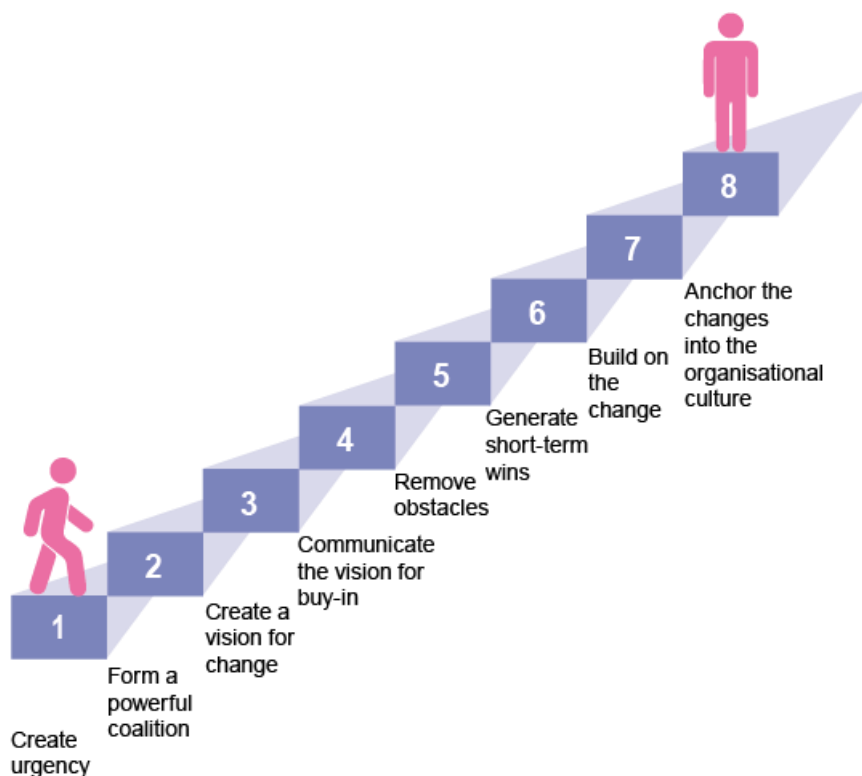 1
Create
urgency
2
Form a
powerful
coalition
3
Create a
vision for
change
4
Communicate
the vision for
buy-in
5
Remove
obstacles
6
Generate
short-term
wins
7
Build on
the
change
8
Anchor the
changes
into the
organisational
culture